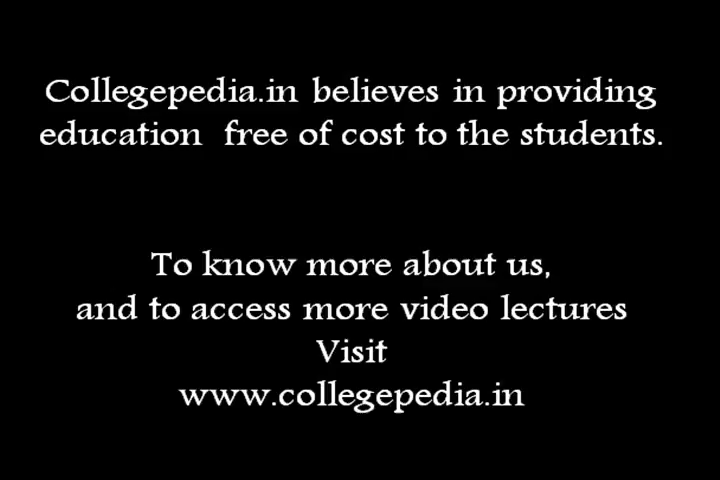 Collegepedia.in believes in providing
education free of cost to the students.
To know more about us,
and to access more video lectures
Visit
www.collegepedia.in